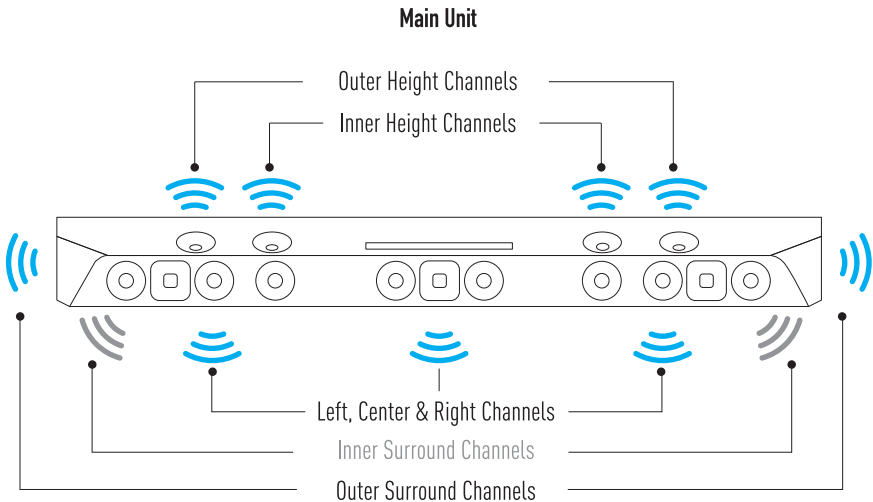 Main Unit
Outer Height Channels
Inner Height Channels
Left, Center & Right Channels
Inner Surround Channels
Outer Surround Channels